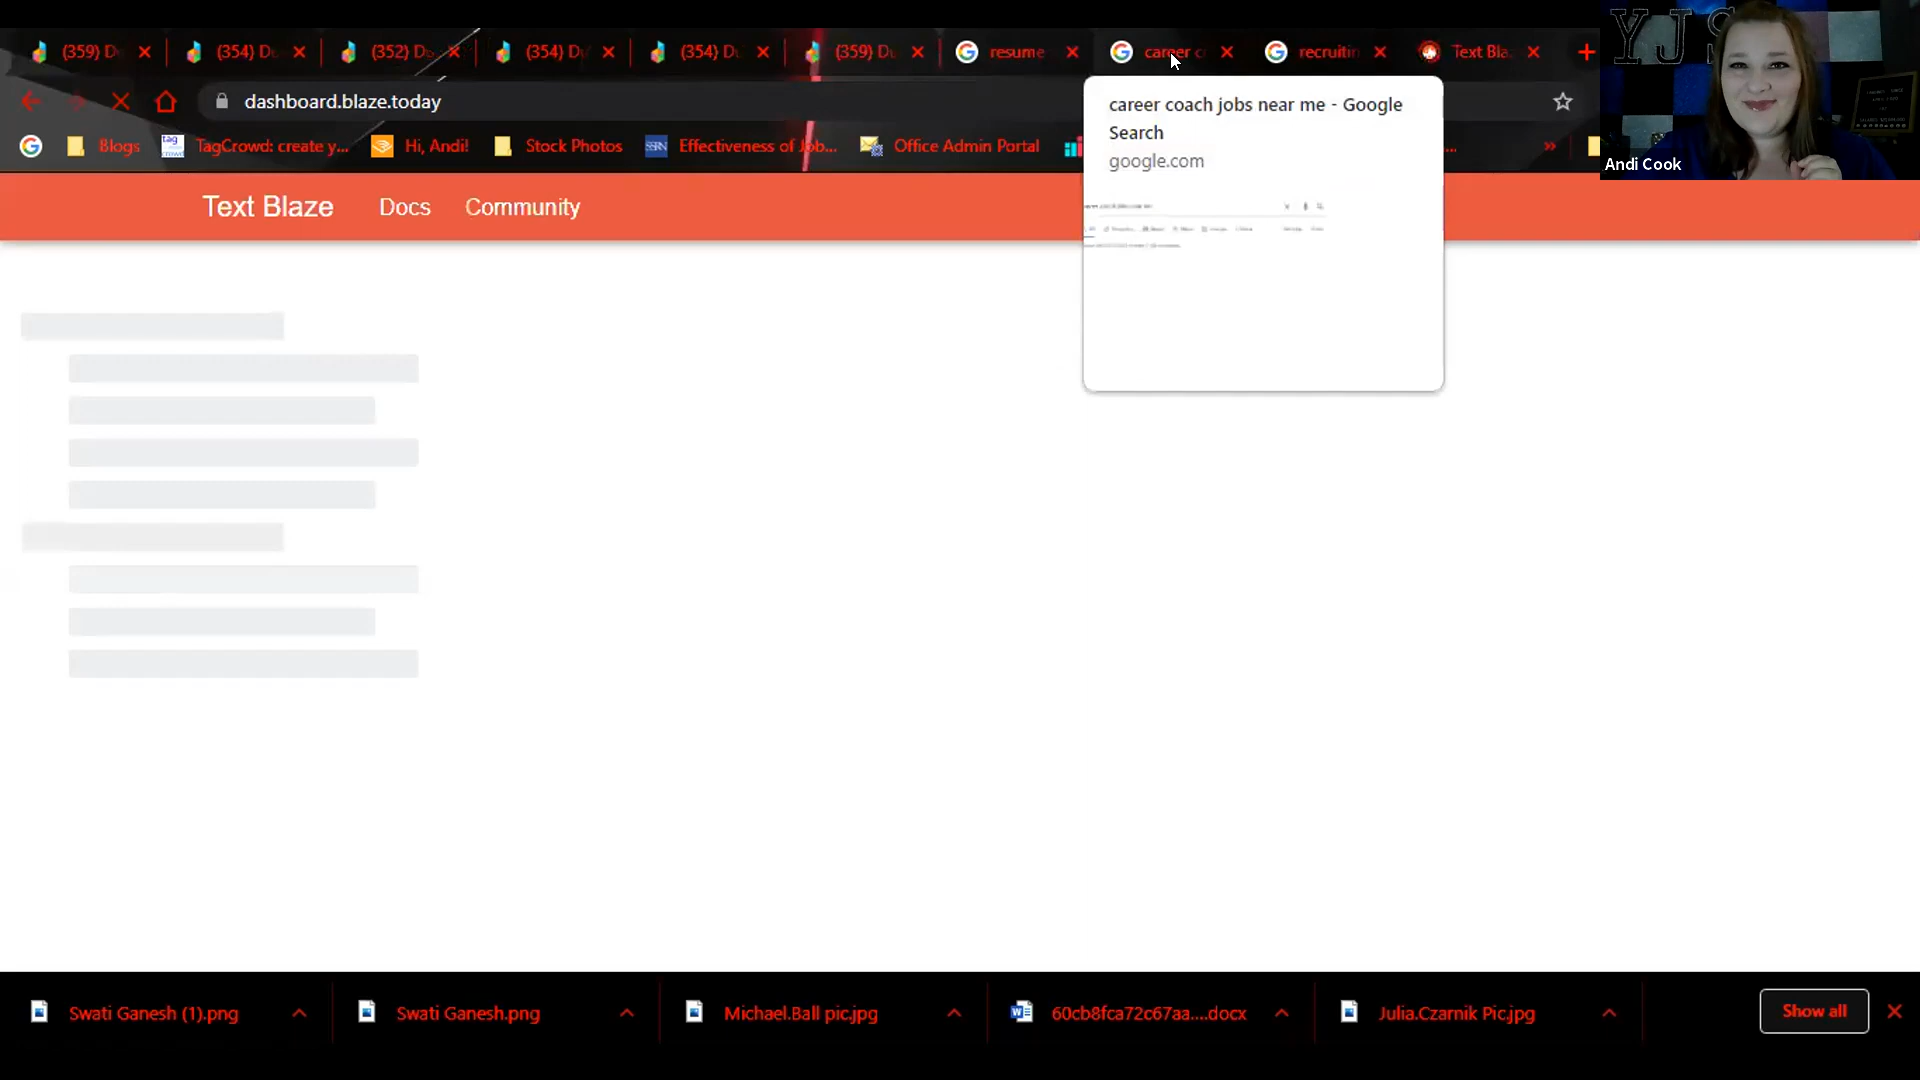 (359) D
(354) D
(352) D
(354) D
(354) D
(359) Du
resume
career c
recruitin
Text Bla
YJS
dashboard.blaze.today
career coach jobs near me - Google
Search
google.com
Blogs
TagCrowd: create y...
Hi, Andi!
Stock Photos
Effectiveness of Job...
Office Admin Portal
Andi Cook
Text Blaze
Docs
Community
Swati Ganesh (1).png
Swati Ganesh.png
Michael.Ball pic.jpg
60cb8fca72c67aa....docx
Julia.Czarnik Pic.jpg
Show all